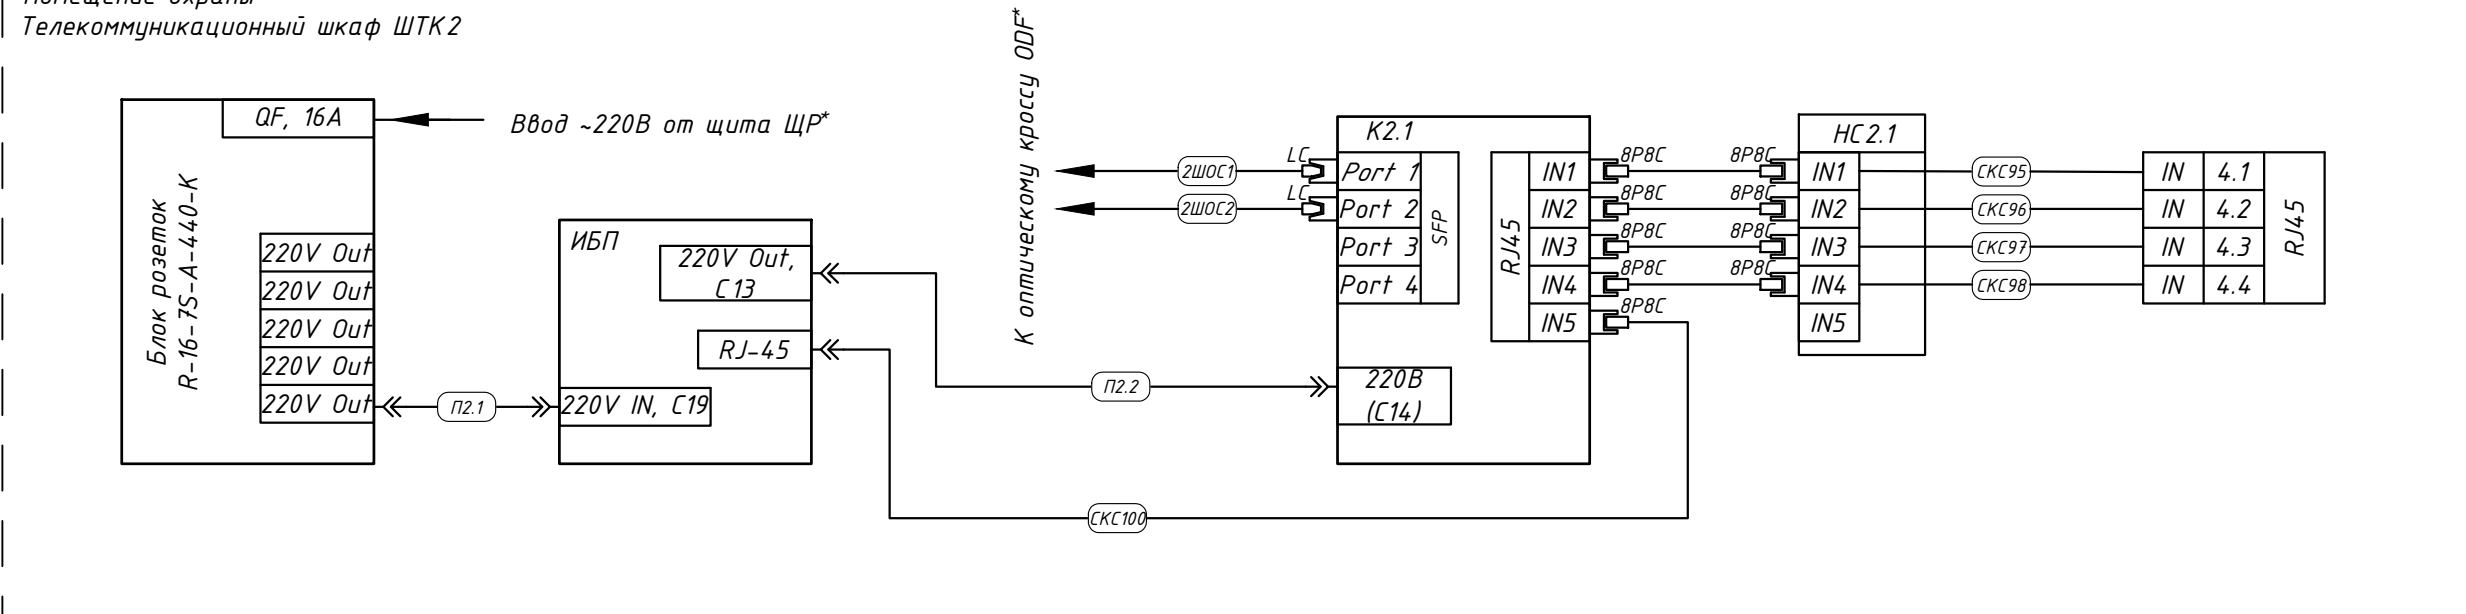 Помещение охраны
Телекоммуникационный шкаф ШТК2
QF, 16А
Ввод ~220В от щита ЩР*
Блок розеток
R-16-7S-A-440-K
220V Out
220V Out
220V Out
220V Out
220V Out
П2.1
ИБП
220V Out,
C13
RJ-45
220V IN, C19
П2.2
СКС100
К оптическому кроссу ODF*
2ШОС1
2ШОС2
LC
LC
К2.1
Port 1
Port 2
Port 3
Port 4
SFP
220В
(C14)
RJ45
IN1
IN2
IN3
IN4
IN5
8P8C
8P8C
8P8C
8P8C
8P8C
8P8C
8P8C
8P8C
8P8C
НС2.1
IN1
IN2
IN3
IN4
IN5
СКС95
СКС96
СКС97
СКС98
IN 4.1
IN 4.2
IN 4.3
IN 4.4
RJ45